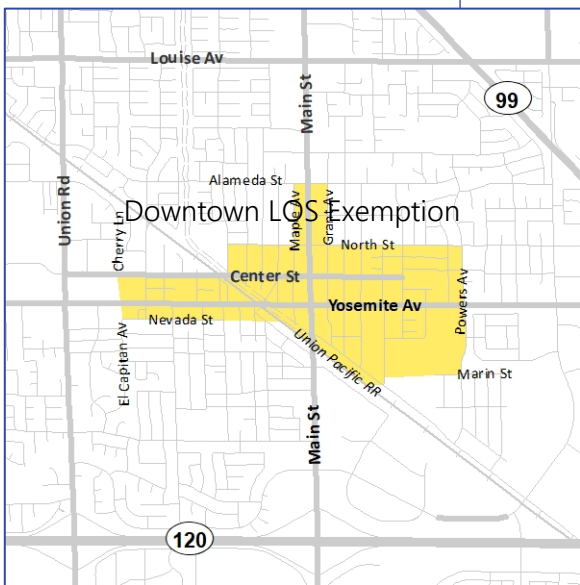 Louise Av
Main St
99
Alameda St
Union Rd
Cherry Ln
Downtown LOS Exemption
Maple Av
Grant Av
North St
Center St
Yosemite Av
Powers Av
Nevada St
El Capitan Av
Union Pacific RR
Marin St
Main St
120